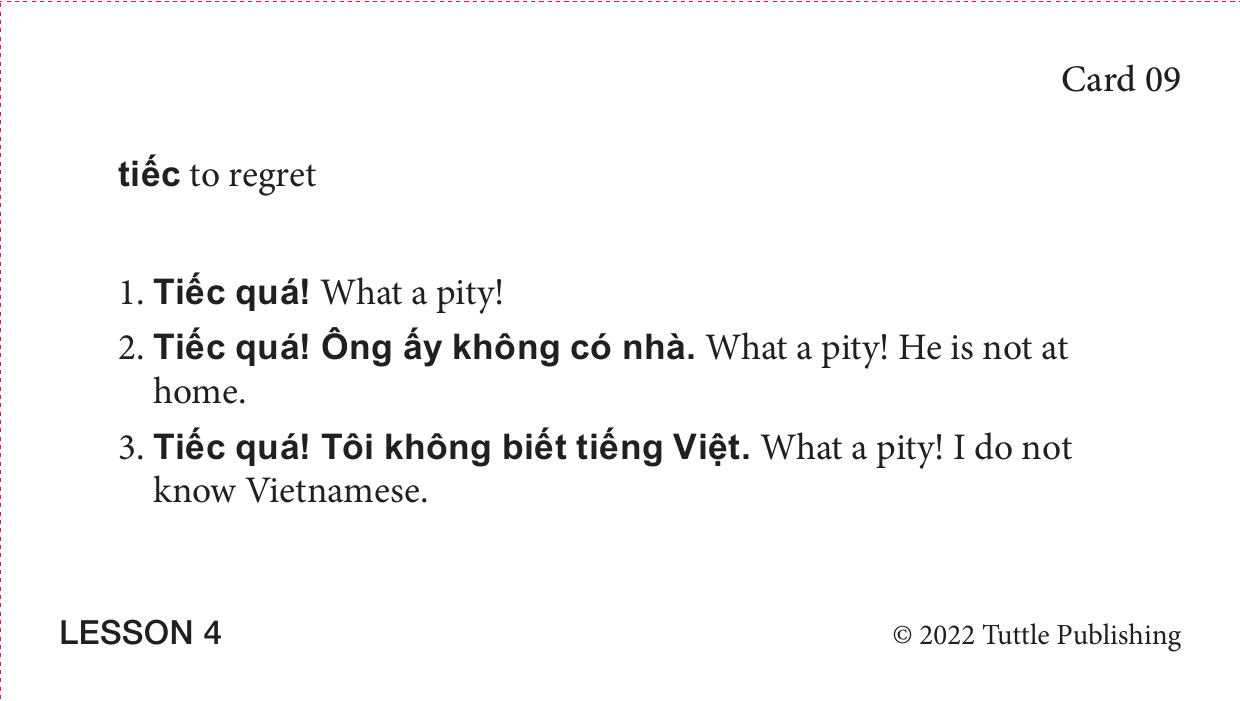 Card 09
tiếc to regret
1. Tiếc quá! What a pity!
2. Tiếc quá! Ông ấy không có nhà. What a pity! He is not at
home.
3. Tiếc quá! Tôi không biết tiếng Việt. What a pity! I do not
know Vietnamese.
LESSON 4
© 2022 Tuttle Publishing